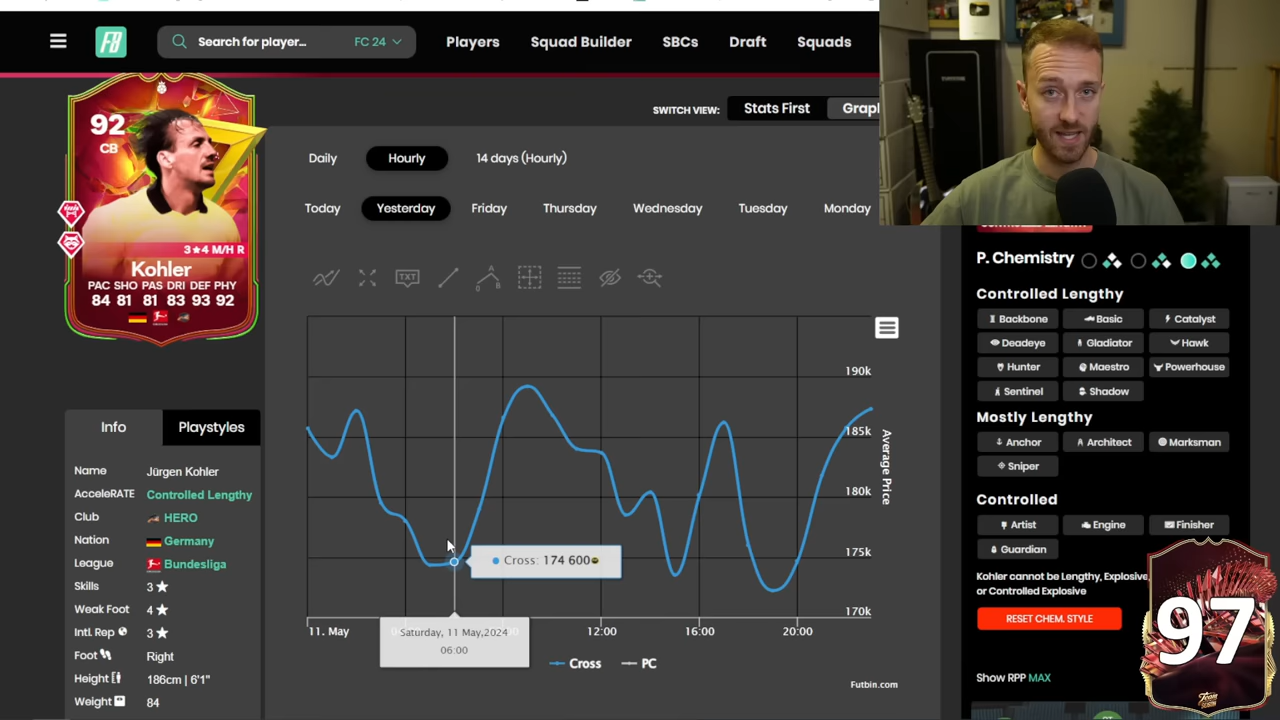 FB
Search for player...
FC 24
Players
Squad Builder
SBCs
Draft
Squads
SWITCH VIEW:
Stats First
Grap
92
CB
3★4 M/H R
Kohler
PAC SHO PAS DRI DEF PHY
84 81 81 83 93 92
Daily
Hourly
14 days (Hourly)
Today
Yesterday
Friday
Thursday
Wednesday
Tuesday
Monday
TXT
190k
185k
180k
175k
170k
Average Price
Cross: 174 600
11. May
12:00
16:00
20:00
Saturday, 11 May,2024
06:00
Cross
PC
Futbin.com
Info
Playstyles
Name Jürgen Kohler
AcceleRATE Controlled Lengthy
Club HERO
Nation Germany
League Bundesliga
Skills 3 ★
Weak Foot 4 ★
Intl. Rep 3 ★
Foot Right
Height 186cm | 6'1"
Weight 84
P. Chemistry
Controlled Lengthy
Backbone
Basic
Catalyst
Deadeye
Gladiator
Hawk
Hunter
Maestro
Powerhouse
Sentinel
Shadow
Mostly Lengthy
Anchor
Architect
Marksman
Sniper
Controlled
Artist
Engine
Finisher
Guardian
Kohler cannot be Lengthy, Explosive,
or Controlled Explosive
RESET CHEM. STYLE
Show RPP MAX
97